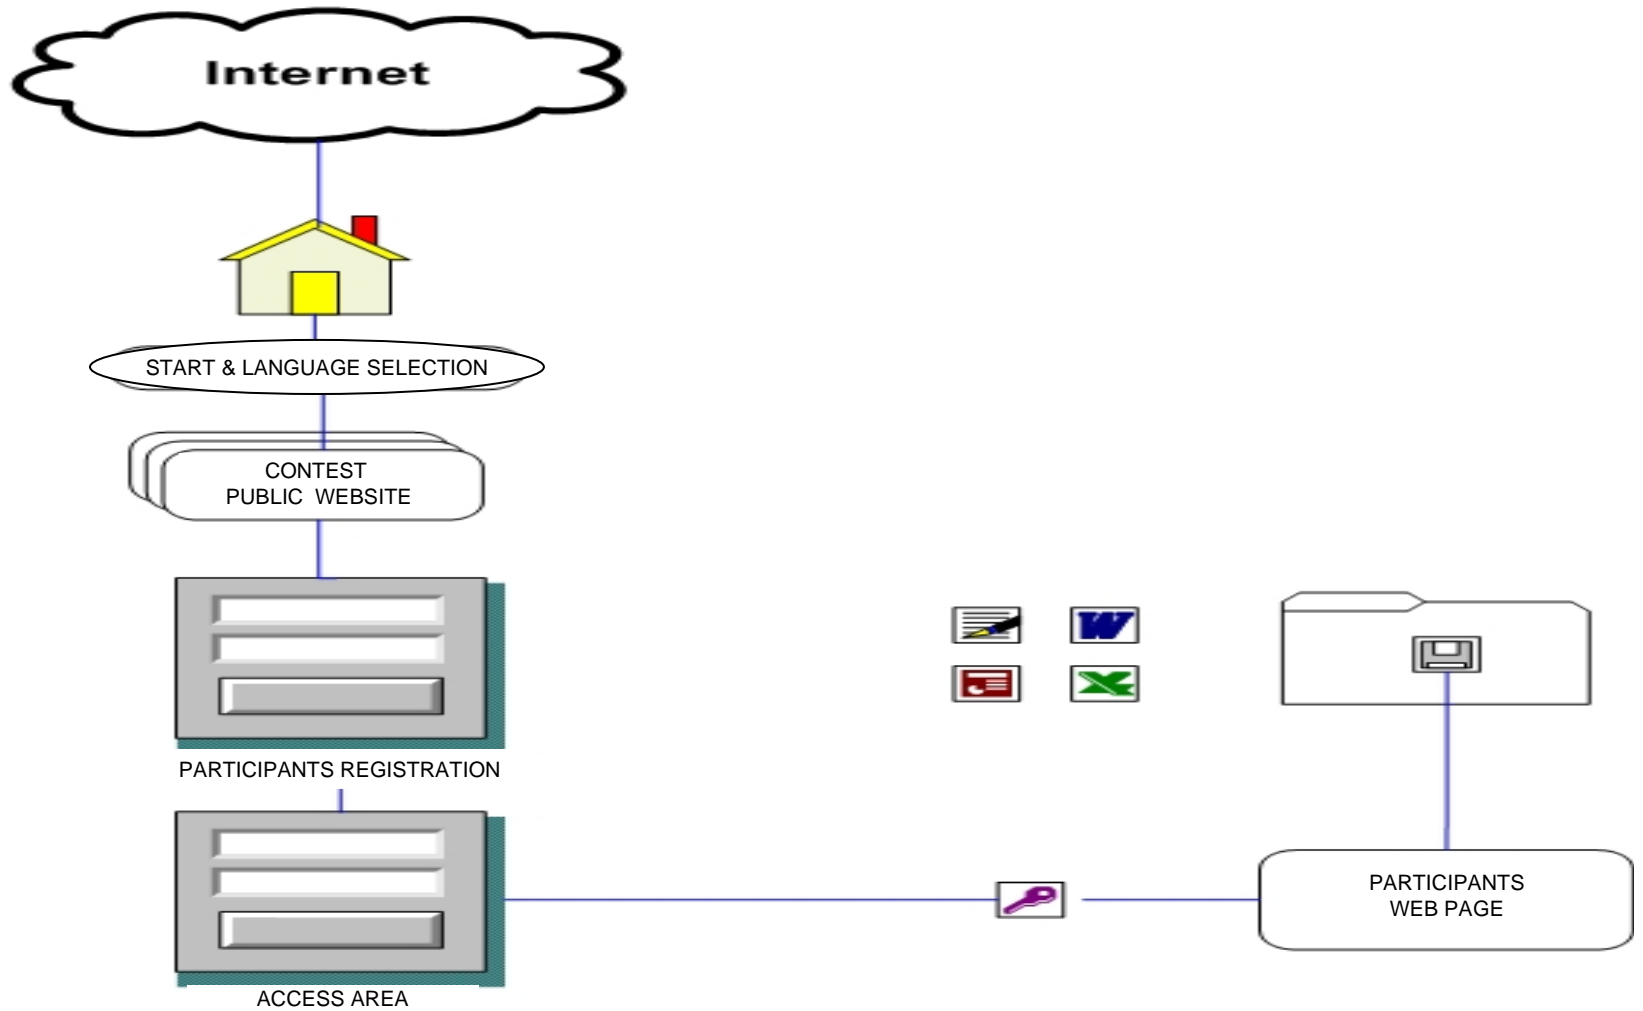 Internet
START & LANGUAGE SELECTION
CONTEST
PUBLIC WEBSITE
W
PARTICIPANTS REGISTRATION
PARTICIPANTS
WEB PAGE
ACCESS AREA